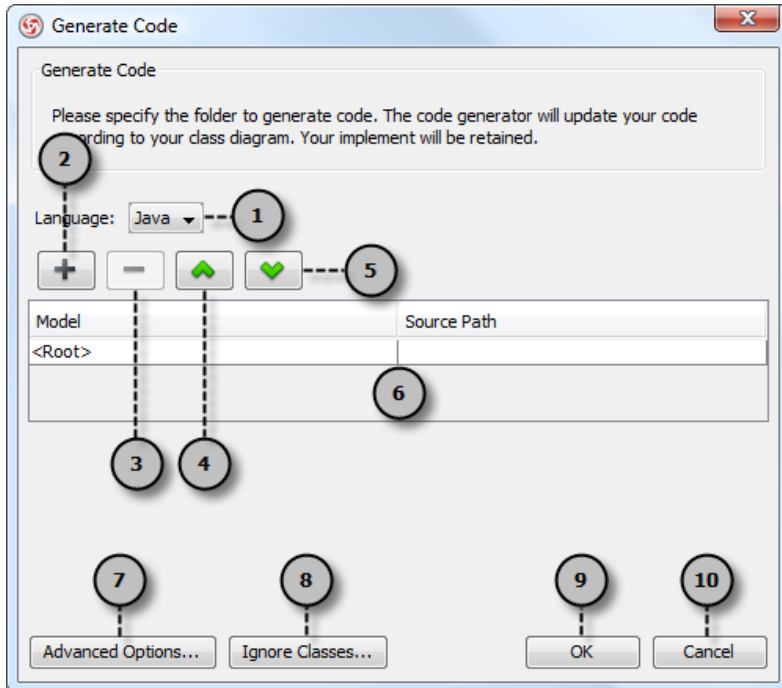 Generate Code
Generate Code
Please specify the folder to generate code. The code generator will update your code
ording to your class diagram. Your implement will be retained.
2
Language: Java 1
5
Model Source Path
<Root>
6
3 4
7 8 9 10
Advanced Options... Ignore Classes... OK Cancel